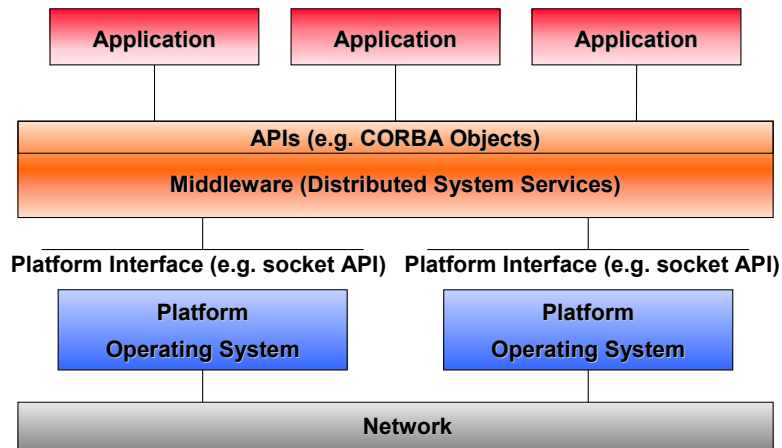 Application
Application
Application
APIs (e.g. CORBA Objects)
Middleware (Distributed System Services)
Platform Interface (e.g. socket API)
Platform Interface (e.g. socket API)
Platform
Operating System
Platform
Operating System
Network